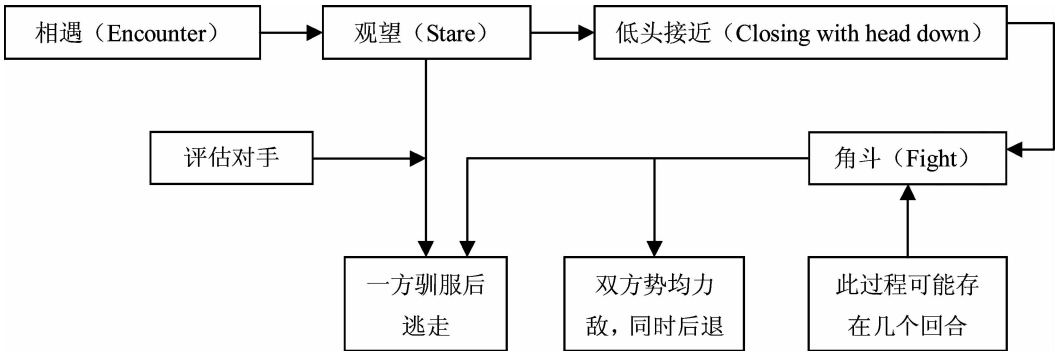 相遇（Encounter）
观望（Stare）
低头接近（Closing with head down）
评估对手
角斗（Fight）
一方驯服后
逃走
双方势均力
敌，同时后退
此过程可能存
在几个回合